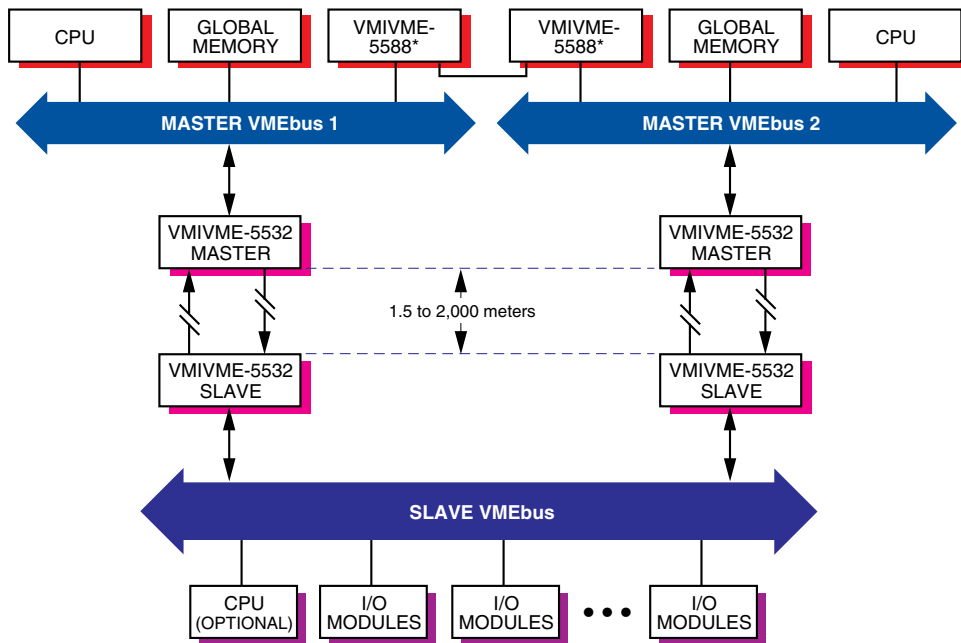 CPU
GLOBAL
MEMORY
VMIVME-
5588*
VMIVME-
5588*
GLOBAL
MEMORY
CPU
MASTER VMEbus 1
MASTER VMEbus 2
VMIVME-5532
MASTER
VMIVME-5532
MASTER
1.5 to 2,000 meters
VMIVME-5532
SLAVE
VMIVME-5532
SLAVE
SLAVE VMEbus
CPU
(OPTIONAL)
I/O
MODULES
I/O
MODULES
I/O
MODULES